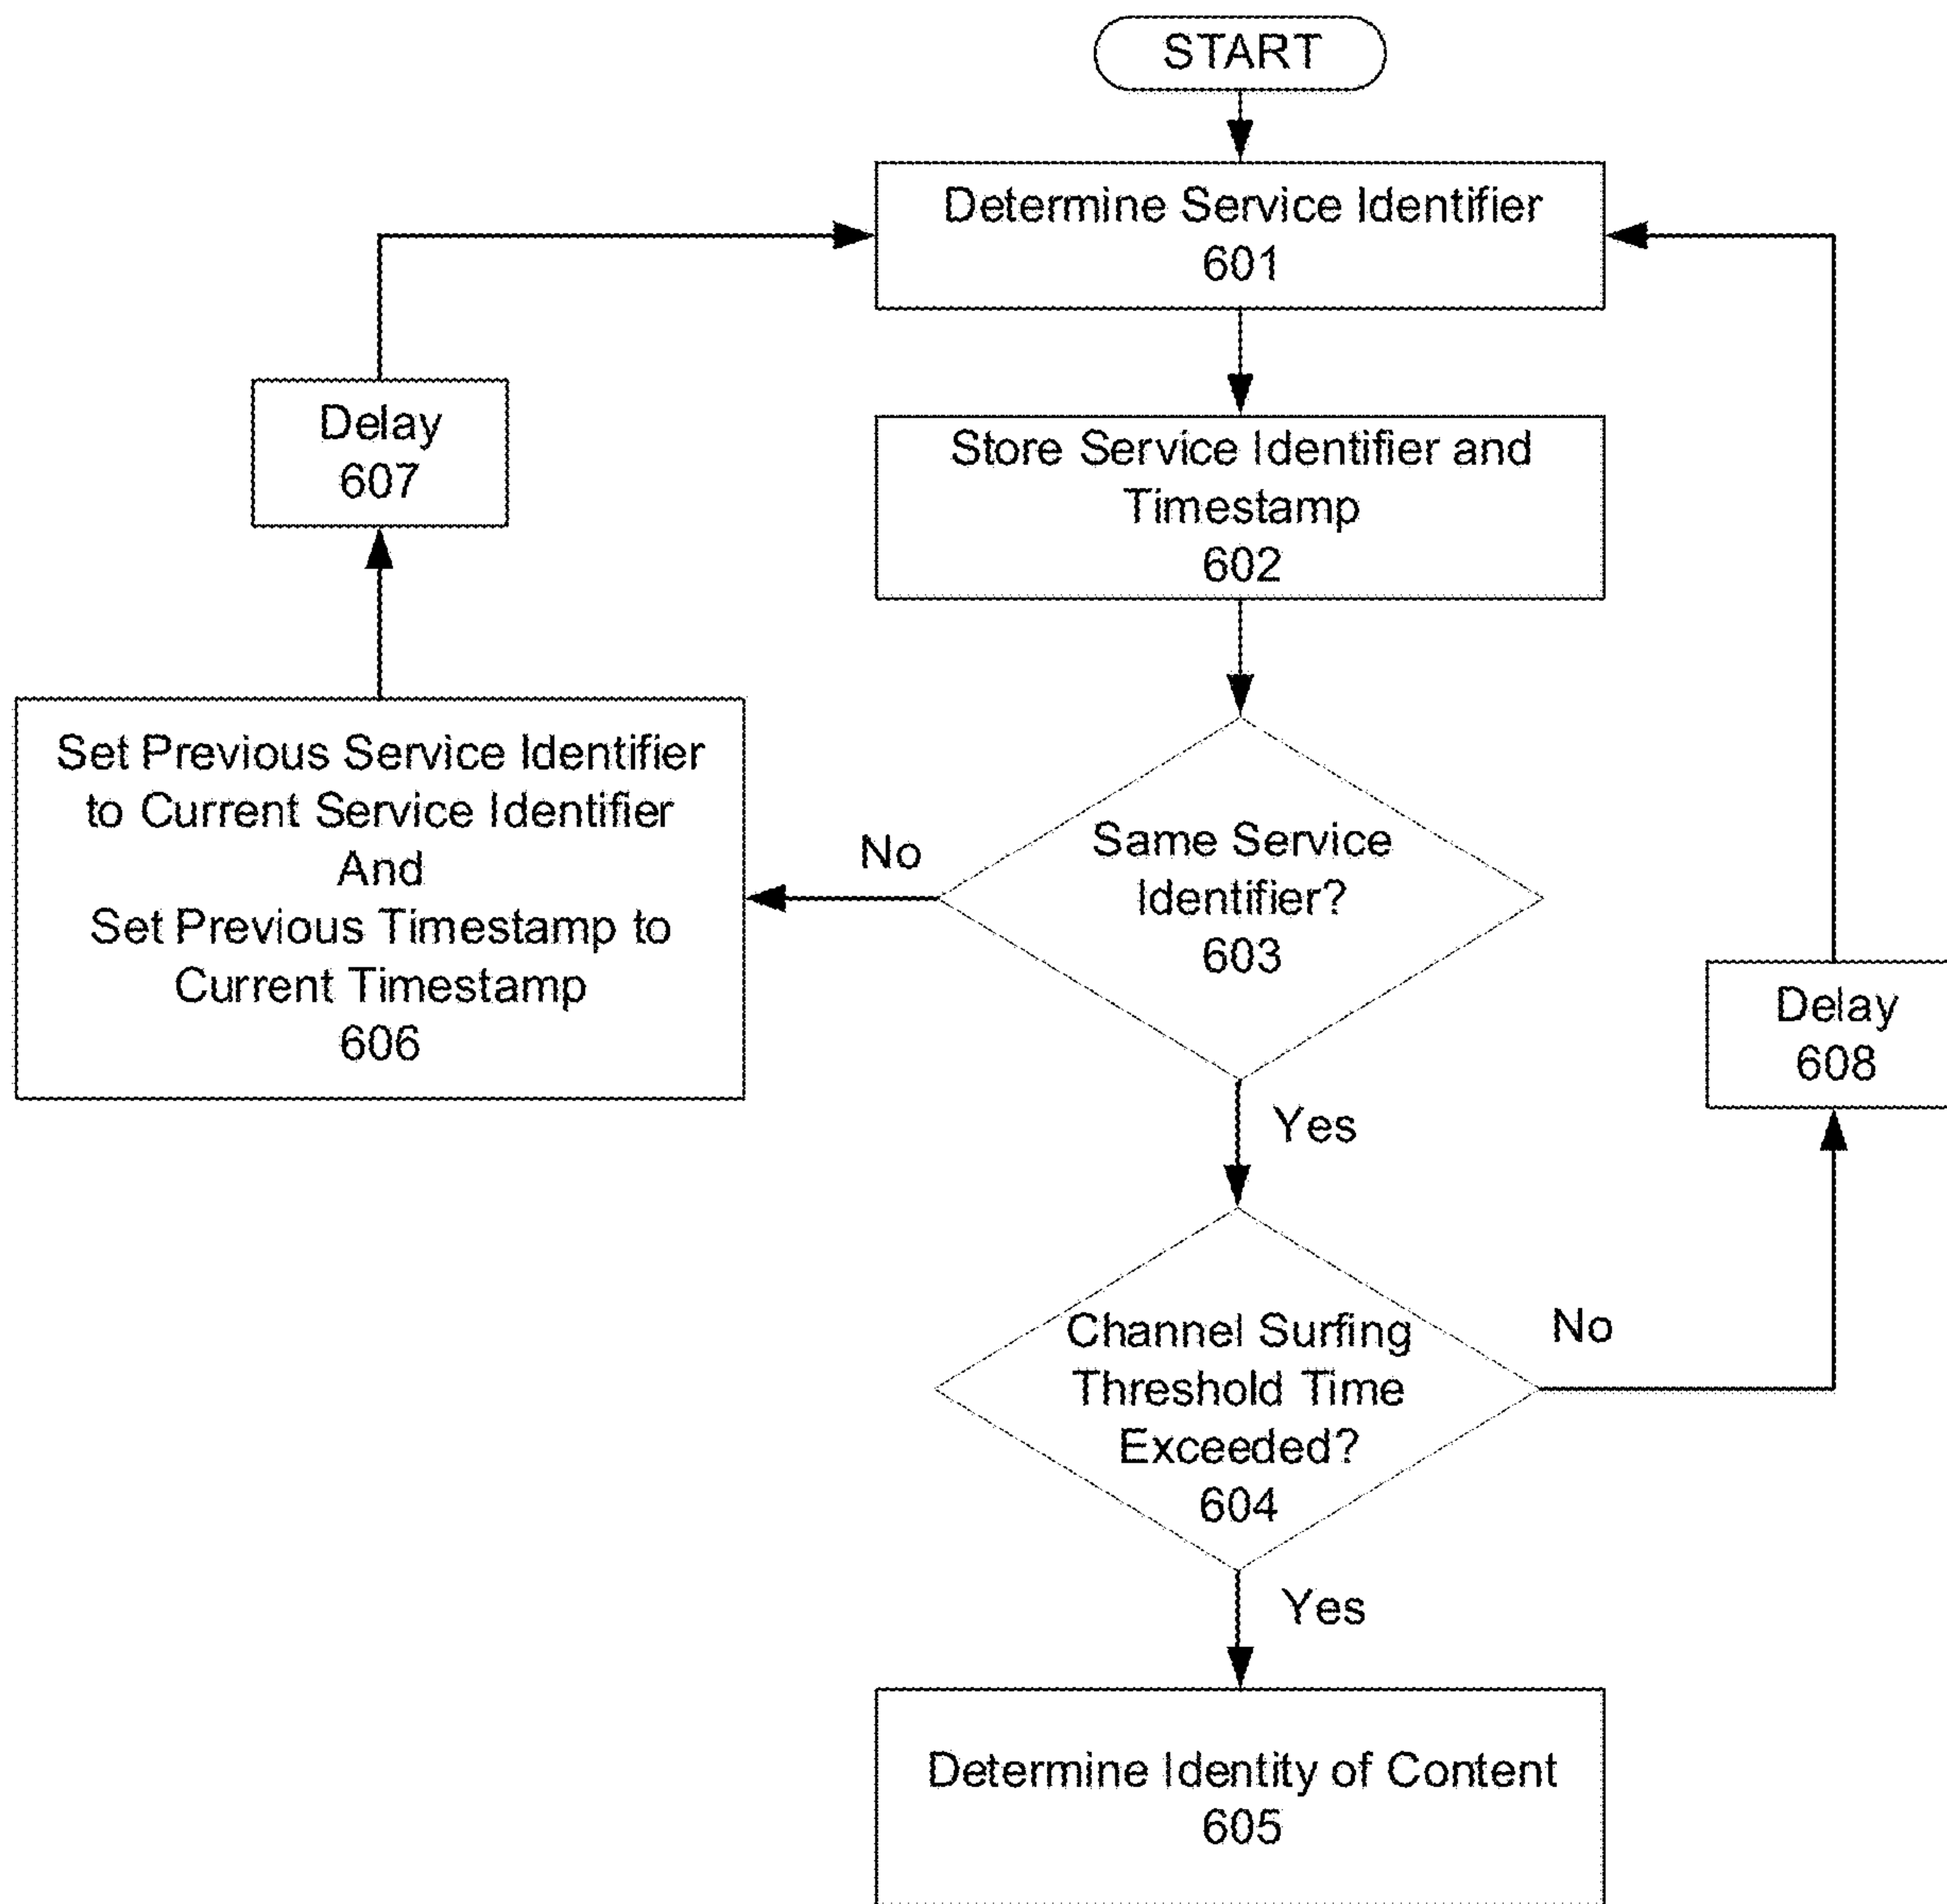 START
Determine Service Identifier
601
Delay
607
Store Service Identifier and
Timestamp
602
Set Previous Service Identifier
to Current Service Identifier
And
Set Previous Timestamp to
Current Timestamp
606
No
Same Service
Identifier?
603
Delay
608
Yes
Channel Surfing
Threshold Time
Exceeded?
604
No
Yes
Determine Identity of Content
605